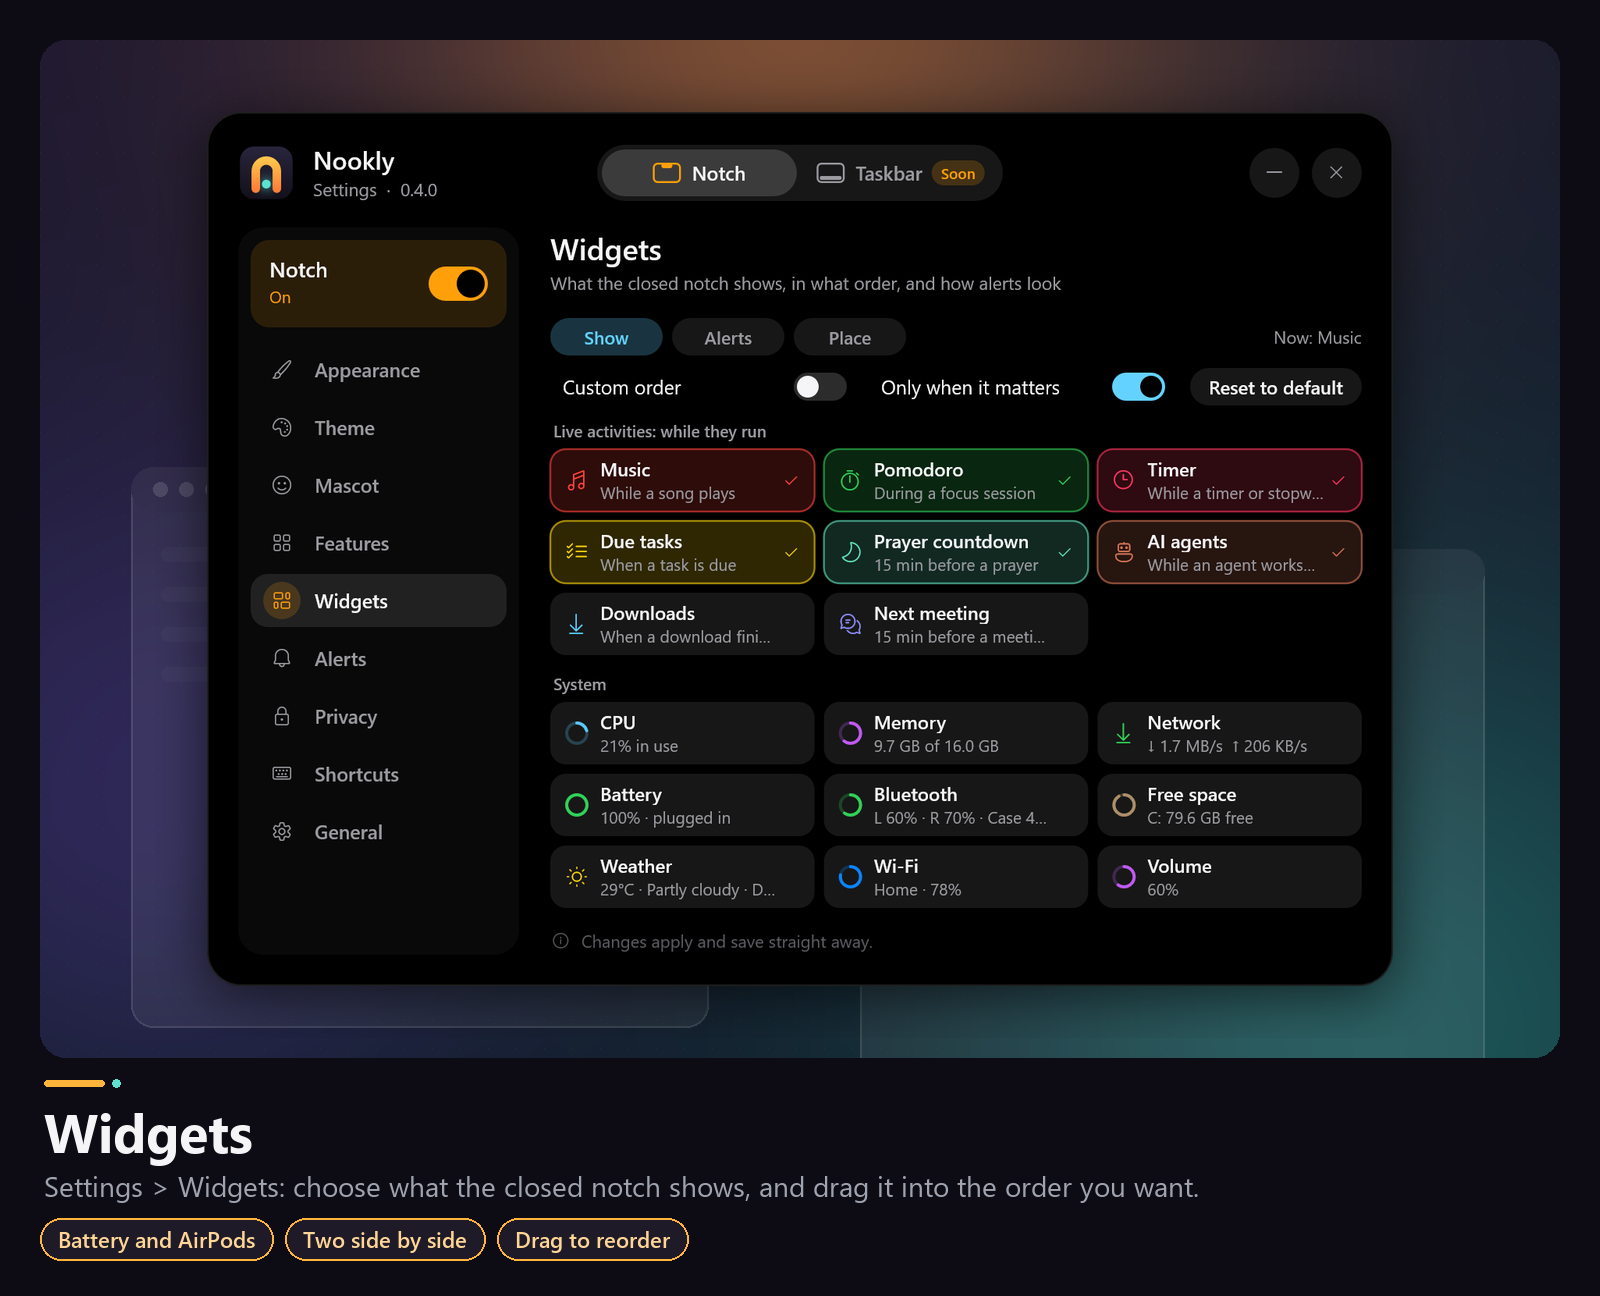 Nookly
Settings · 0.4.0
Notch
Taskbar
Soon
Notch
On
Appearance
Theme
Mascot
Features
Widgets
Alerts
Privacy
Shortcuts
General
Widgets
What the closed notch shows, in what order, and how alerts look
Show
Alerts
Place
Now: Music
Custom order
Only when it matters
Reset to default
Live activities: while they run
Music
While a song plays
Pomodoro
During a focus session
Timer
While a timer or stopw...
Due tasks
When a task is due
Prayer countdown
15 min before a prayer
AI agents
While an agent works...
Downloads
When a download fini...
Next meeting
15 min before a meeti...
System
CPU
21% in use
Memory
9.7 GB of 16.0 GB
Network
↓ 1.7 MB/s ↑ 206 KB/s
Battery
100% · plugged in
Bluetooth
L 60% · R 70% · Case 4...
Free space
C: 79.6 GB free
Weather
29°C · Partly cloudy · D...
Wi-Fi
Home · 78%
Volume
60%
Changes apply and save straight away.
Widgets
Settings > Widgets: choose what the closed notch shows, and drag it into the order you want.
Battery and AirPods
Two side by side
Drag to reorder